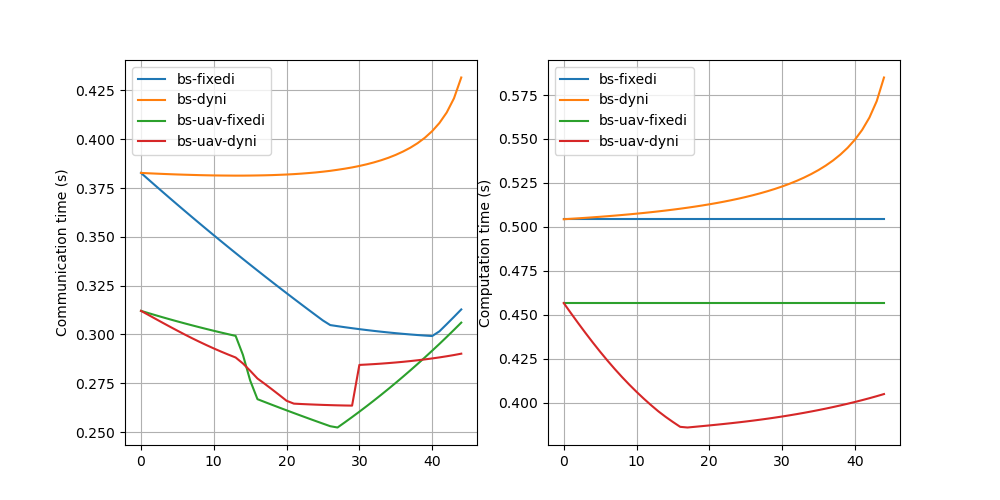 Communication time (s)
0.425
0.400
0.375
0.350
0.325
0.300
0.275
0.250
0 10 20 30 40
bs-fixedi
bs-dyni
bs-uav-fixedi
bs-uav-dyni
Computation time (s)
0.575
0.550
0.525
0.500
0.475
0.450
0.425
0.400
0 10 20 30 40
bs-fixedi
bs-dyni
bs-uav-fixedi
bs-uav-dyni